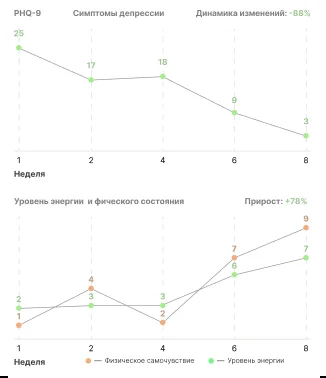 PHQ-9 Симптомы депрессии Динамика изменений: -88%
25
17
18
9
3
1 2 4 6 8
Неделя
Уровень энергии и фического состояния Прирост: +78%
9
7
4
7
2
3
3
6
1
2
1 2 4 6 8
Неделя — Физическое самочувствие — Уровень энергии